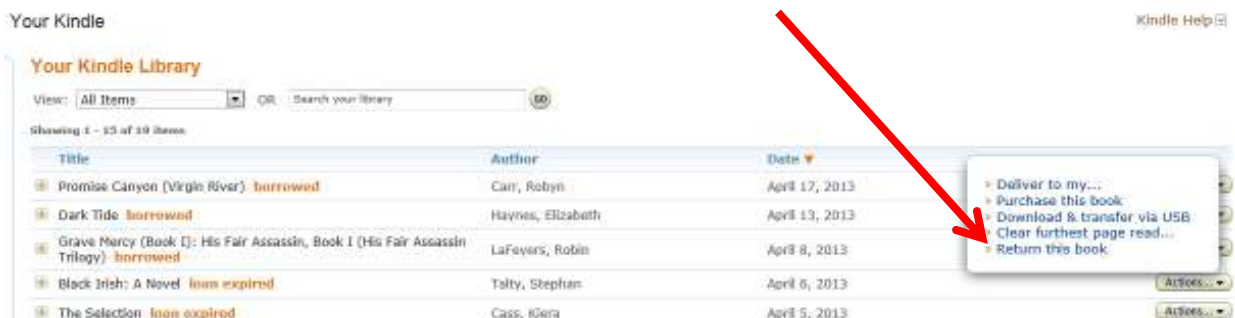 Your Kindle
Kindle Help
Your Kindle Library
View: All Items OR Search your library GO
Showing 1 - 15 of 19 items
Title Author Date
Promise Canyon (Virgin River) borrowed Carr, Robyn April 17, 2013
Dark Tide borrowed Haynes, Elizabeth April 13, 2013
Grave Mercy (Book I): His Fair Assassin, Book I (His Fair Assassin
Trilogy) borrowed LaFevers, Robin April 8, 2013
Black Irish: A Novel loan expired Talty, Stephan April 6, 2013 Actions...
The Selection loan expired Cass, Kiera April 5, 2013 Actions...
Deliver to my...
Purchase this book
Download & transfer via USB
Clear furthest page read...
Return this book